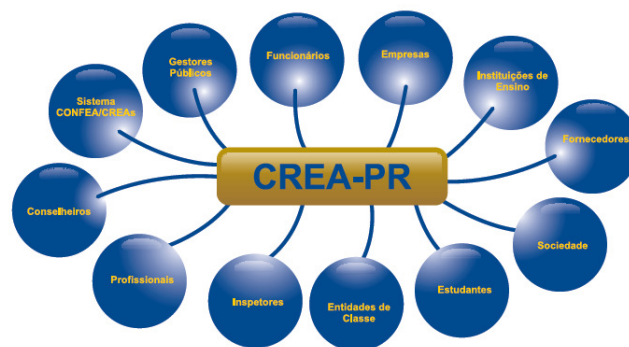 Gestores
Públicos
Funcionários
Empresas
Instituições de
Ensino
Sistema
CONFEA/CREAs
Fornecedores
CREA-PR
Conselheiros
Sociedade
Profissionais
Inspetores
Entidades de
Classe
Estudantes